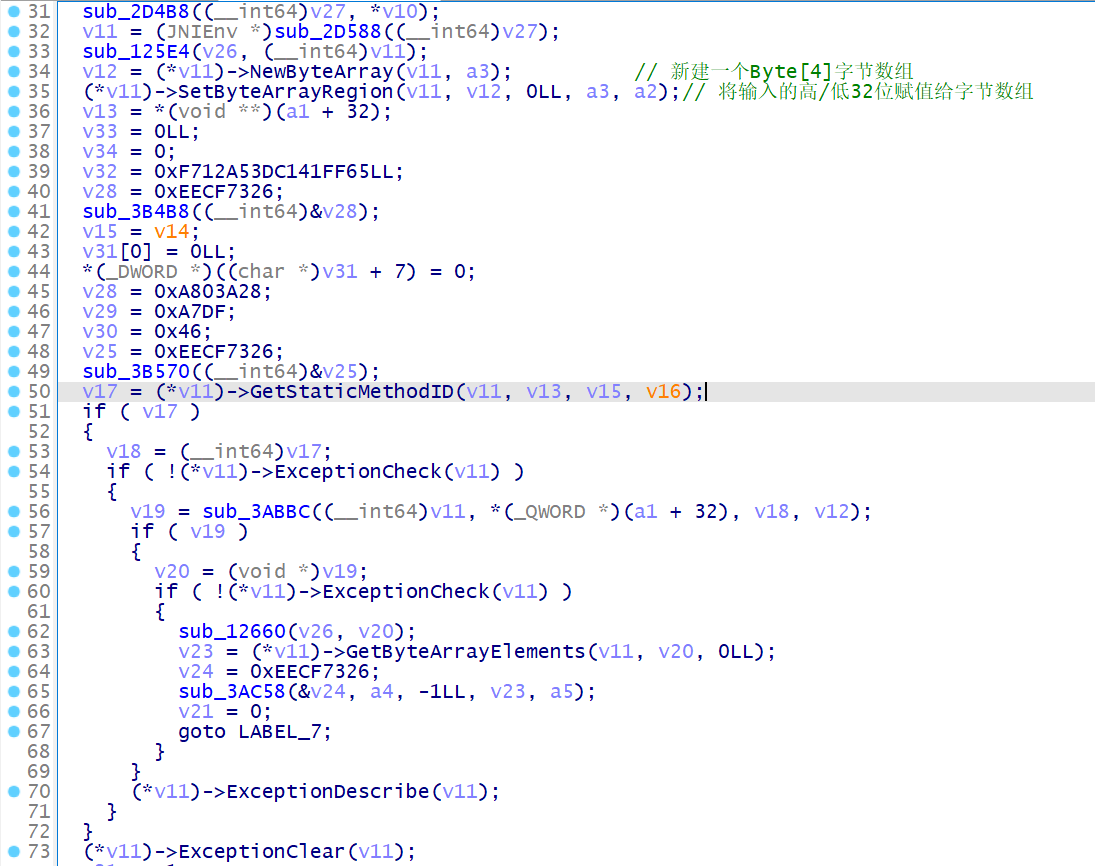 31 sub_2D4B8((__int64)v27, *v10);
32 v11 = (JNIEnv *)sub_2D588((__int64)v27);
33 sub_125E4(v26, (__int64)v11);
34 v12 = (*v11)->NewByteArray(v11, a3); // 新建一个Byte[4]字节数组
35 (*v11)->SetByteArrayRegion(v11, v12, 0LL, a3, a2);// 将输入的高/低32位赋值给字节数组
36 v13 = *(void **)(a1 + 32);
37 v33 = 0LL;
38 v34 = 0;
39 v32 = 0xF712A53DC141FF65LL;
40 v28 = 0xEECF7326;
41 sub_3B4B8((__int64)&v28);
42 v15 = v14;
43 v31[0] = 0LL;
44 *(_DWORD *)((char *)v31 + 7) = 0;
45 v28 = 0xA803A28;
46 v29 = 0xA7DF;
47 v30 = 0x46;
48 v25 = 0xEECF7326;
49 sub_3B570((__int64)&v25);
50 v17 = (*v11)->GetStaticMethodID(v11, v13, v15, v16);
51 if ( v17 )
52 {
53 v18 = (__int64)v17;
54 if ( !(*v11)->ExceptionCheck(v11) )
55 {
56 v19 = sub_3ABBC((__int64)v11, *(_QWORD *)(a1 + 32), v18, v12);
57 if ( v19 )
58 {
59 v20 = (void *)v19;
60 if ( !(*v11)->ExceptionCheck(v11) )
61 {
62 sub_12660(v26, v20);
63 v23 = (*v11)->GetByteArrayElements(v11, v20, 0LL);
64 v24 = 0xEECF7326;
65 sub_3AC58(&v24, a4, -1LL, v23, a5);
66 v21 = 0;
67 goto LABEL_7;
68 }
69 }
70 (*v11)->ExceptionDescribe(v11);
71 }
72 }
73 (*v11)->ExceptionClear(v11);